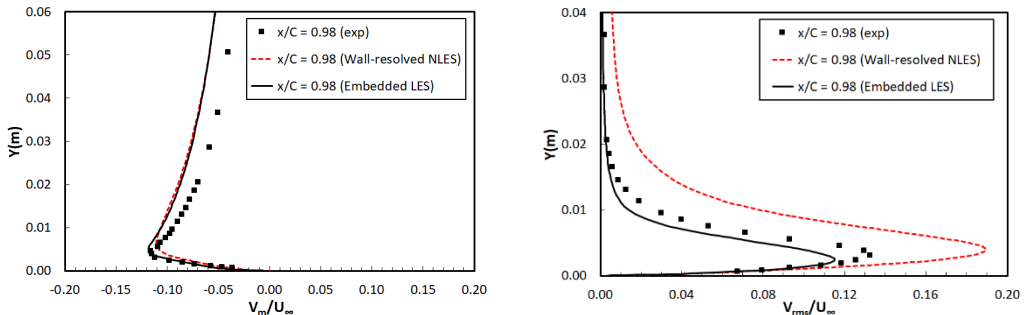 0.06
0.05
0.04
0.03
0.02
0.01
0.00
Y(m)
-0.20 -0.15 -0.10 -0.05 0.00 0.05 0.10 0.15 0.20
Vm/U∞
x/C = 0.98 (exp)
x/C = 0.98 (Wall-resolved NLES)
x/C = 0.98 (Embedded LES)
0.04
0.03
0.02
0.01
0.00
Y(m)
0.00 0.04 0.08 0.12 0.16 0.20
Vrms/U∞
x/C = 0.98 (exp)
x/C = 0.98 (Wall-resolved NLES)
x/C = 0.98 (Embedded LES)